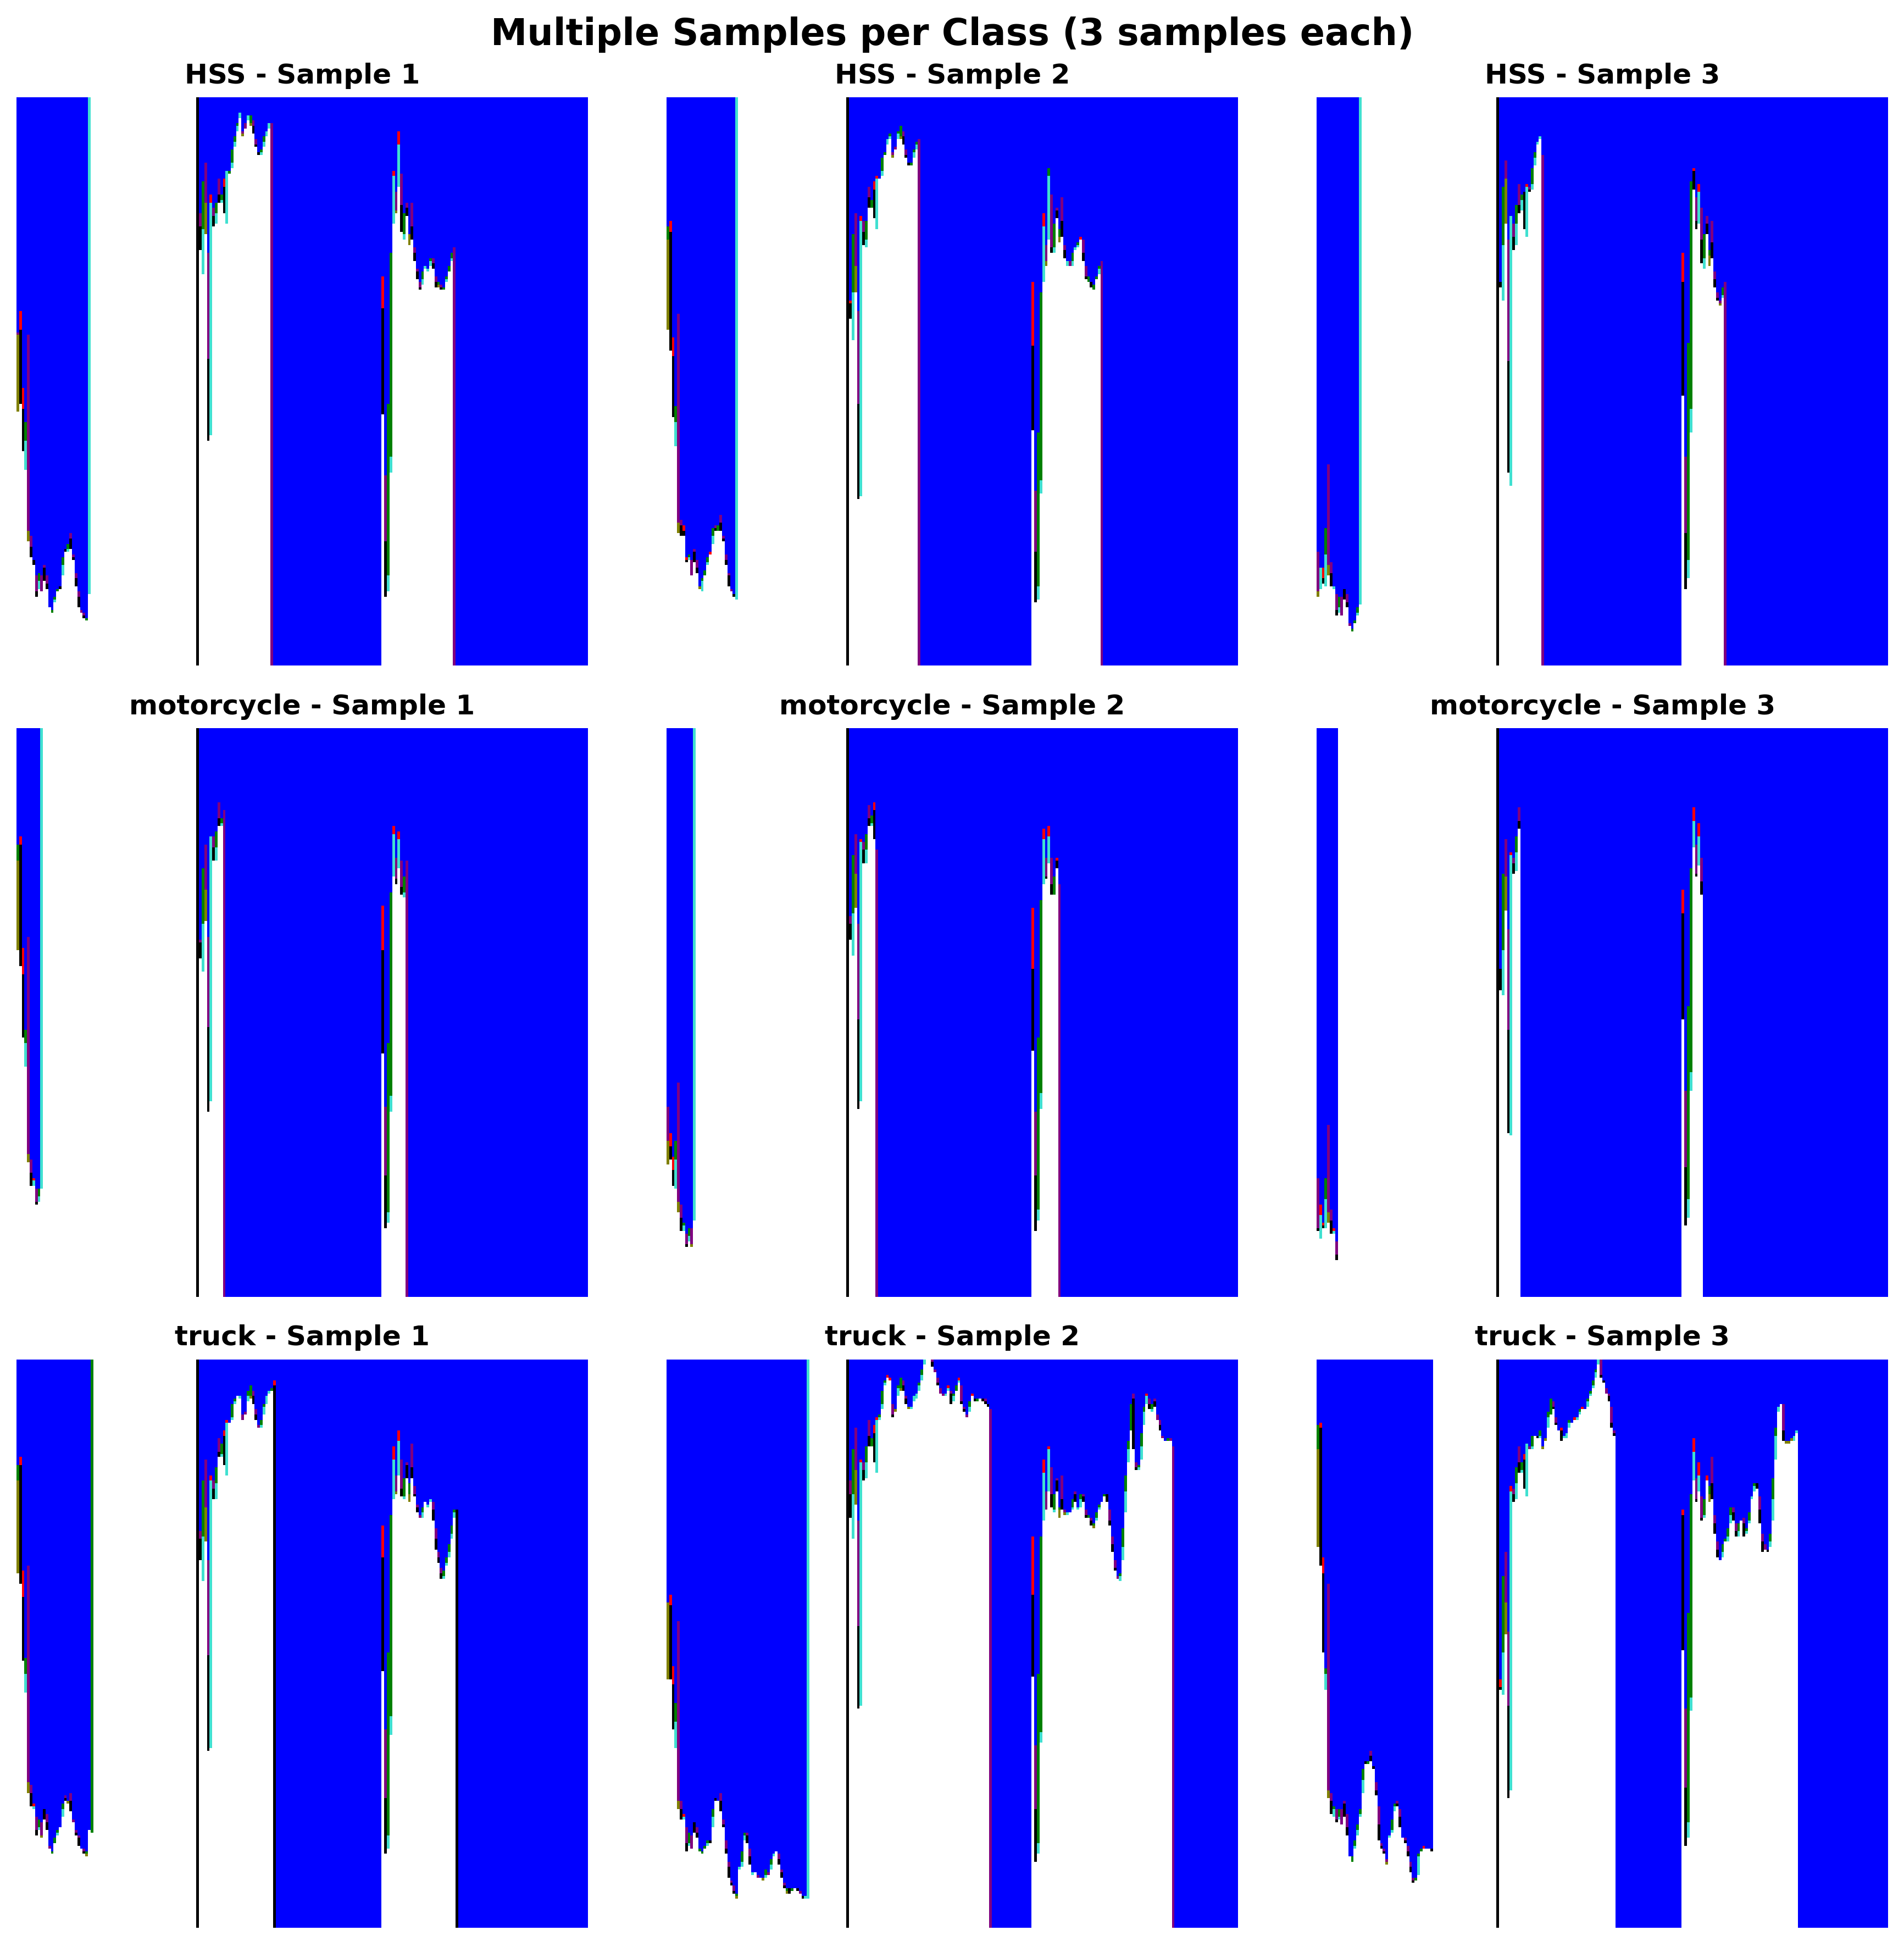 Multiple Samples per Class (3 samples each)
HSS - Sample 1
HSS - Sample 2
HSS - Sample 3
motorcycle - Sample 1
motorcycle - Sample 2
motorcycle - Sample 3
truck - Sample 1
truck - Sample 2
truck - Sample 3